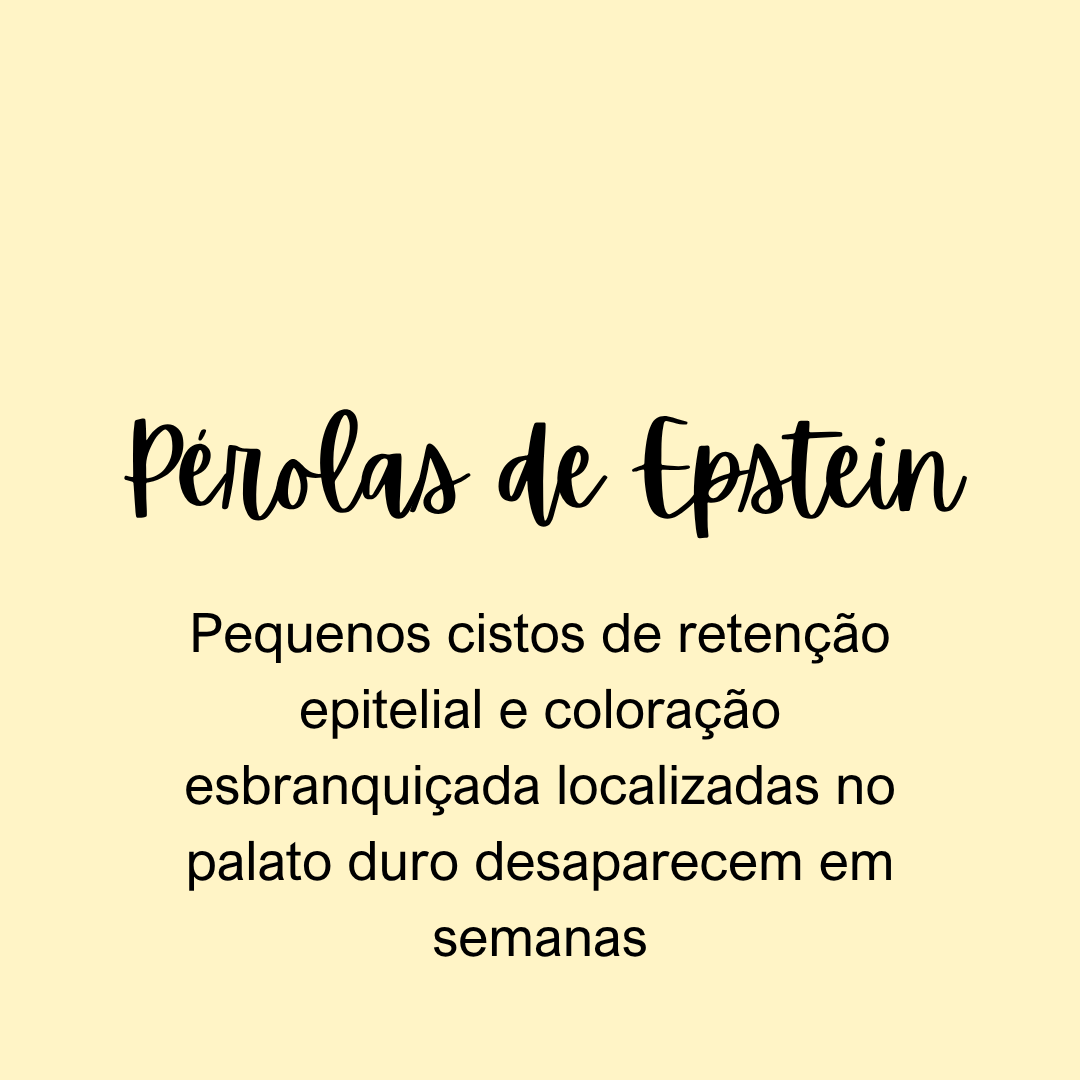 Pérolas de Epstein
Pequenos cistos de retenção
epitelial e coloração
esbranquiçada localizadas no
palato duro desaparecem em
semanas